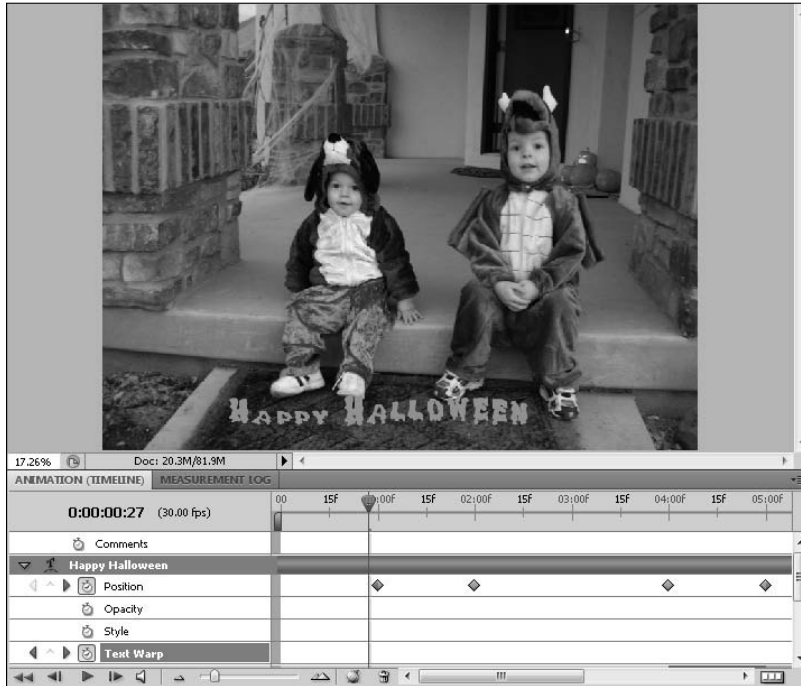 HAPPY HALLOWEEN
17.26%
Doc: 20.3M/81.9M
ANIMATION (TIMELINE)
MEASUREMENT LOG
0:00:00:27 (30.00 fps)
00 15f :00f 15f 02:00f 15f 03:00f 15f 04:00f 15f 05:00f
Comments
Happy Halloween
Position
Opacity
Style
Text Warp